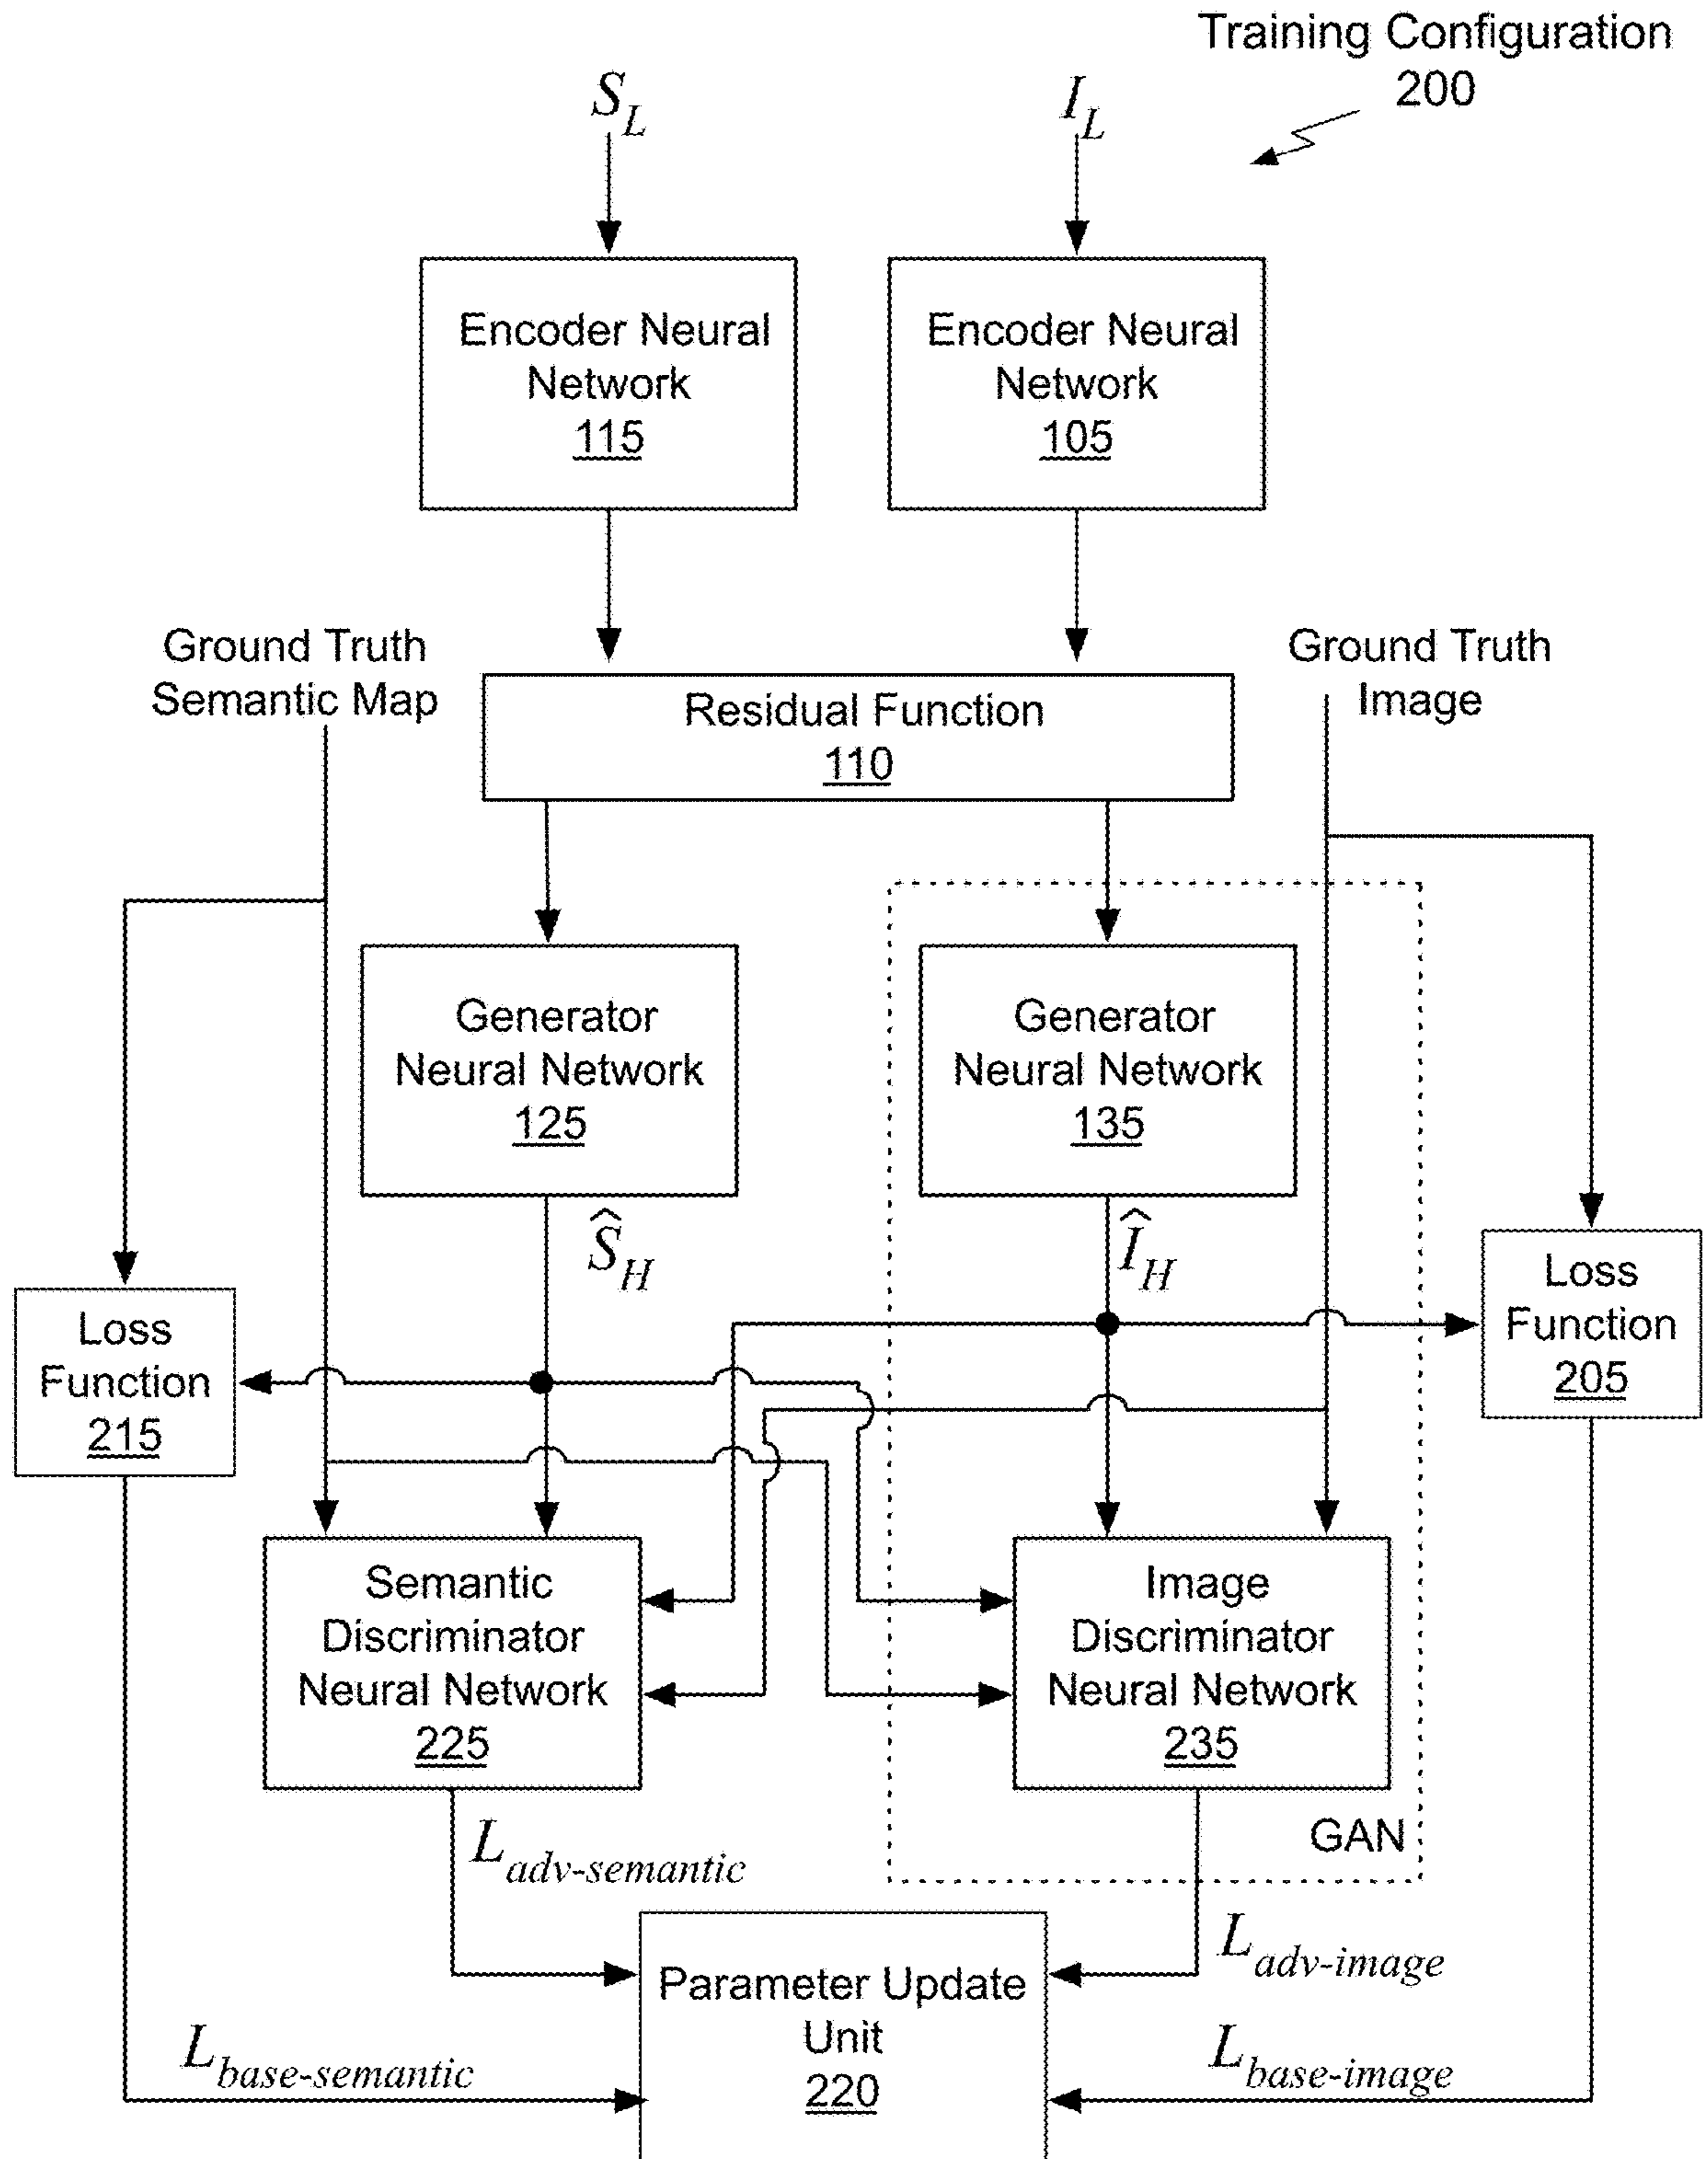 Training Configuration
200
S_L
I_L
Encoder Neural
Network
115
Encoder Neural
Network
105
Ground Truth
Semantic Map
Ground Truth
Image
Residual Function
110
Generator
Neural Network
125
Generator
Neural Network
135
Ŝ_H
Î_H
Loss
Function
215
Loss
Function
205
Semantic
Discriminator
Neural Network
225
Image
Discriminator
Neural Network
235
GAN
L_adv-semantic
L_adv-image
Parameter Update
Unit
220
L_base-semantic
L_base-image